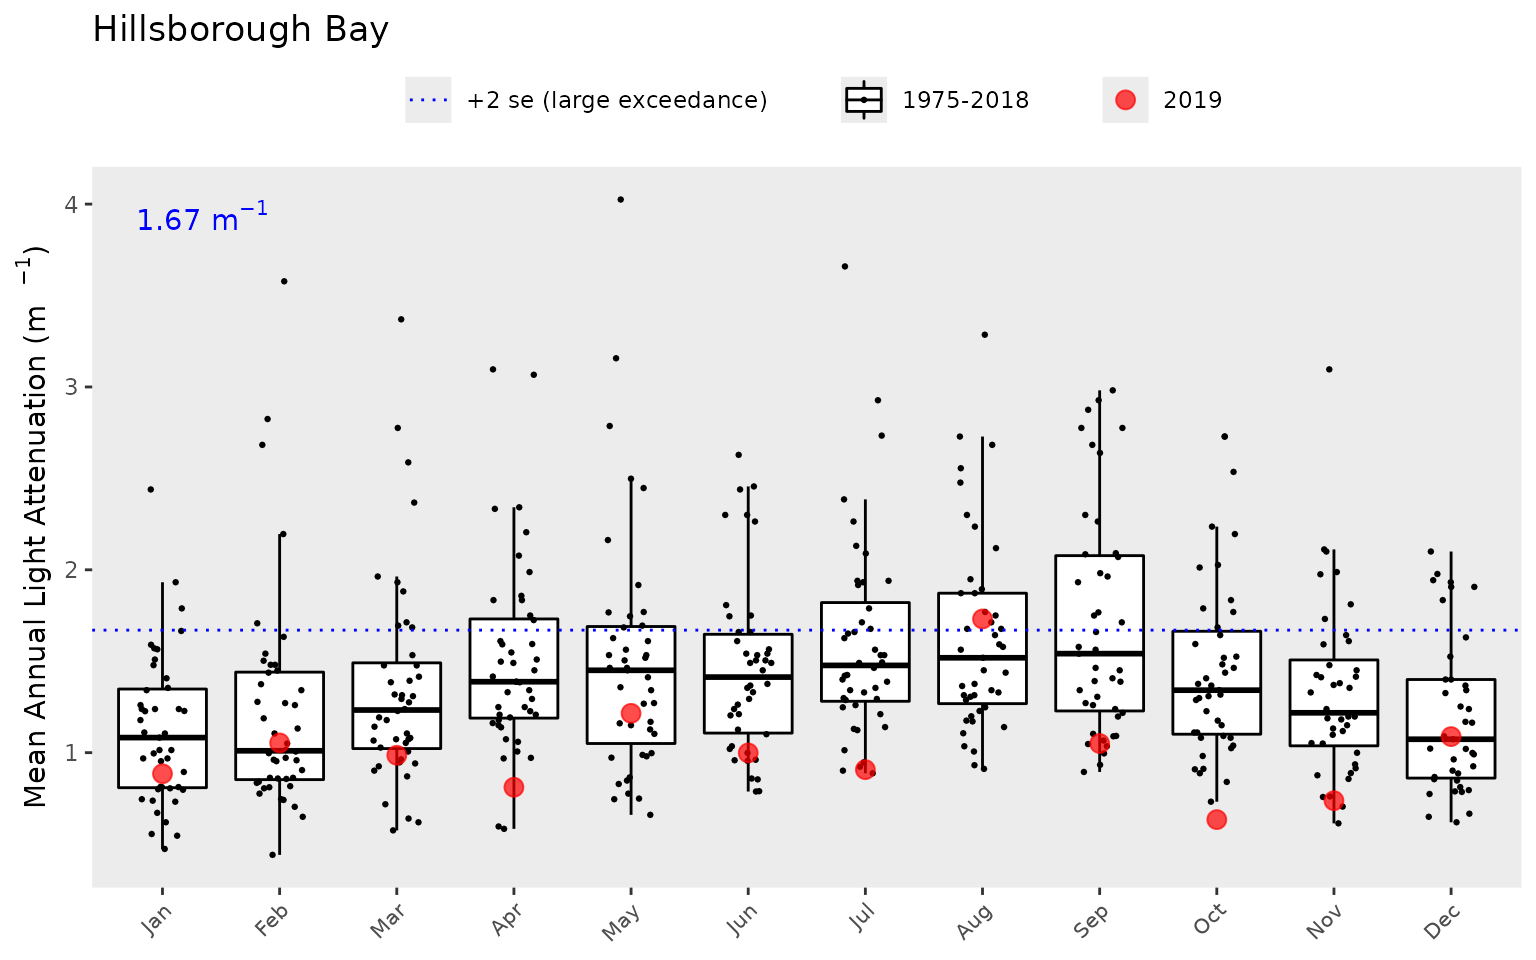 Hillsborough Bay
+2 se (large exceedance) 1975-2018 2019
Mean Annual Light Attenuation (m ⁻¹)
1.67 m⁻¹
4
3
2
1
Jan Feb Mar Apr May Jun Jul Aug Sep Oct Nov Dec